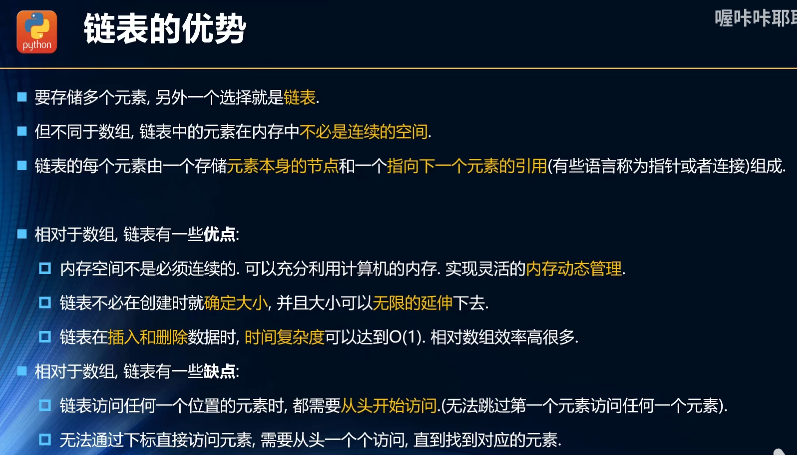 python
链表的优势
喔咔咔耶耶
要存储多个元素, 另外一个选择就是链表.
但不同于数组, 链表中的元素在内存中不必是连续的空间.
链表的每个元素由一个存储元素本身的节点和一个指向下一个元素的引用(有些语言称为指针或者连接)组成.
相对于数组, 链表有一些优点:
内存空间不是必须连续的. 可以充分利用计算机的内存. 实现灵活的内存动态管理.
链表不必在创建时就确定大小, 并且大小可以无限的延伸下去.
链表在插入和删除数据时, 时间复杂度可以达到O(1). 相对数组效率高很多.
相对于数组, 链表有一些缺点:
链表访问任何一个位置的元素时, 都需要从头开始访问.(无法跳过第一个元素访问任何一个元素).
无法通过下标直接访问元素, 需要从头一个个访问, 直到找到对应的元素.